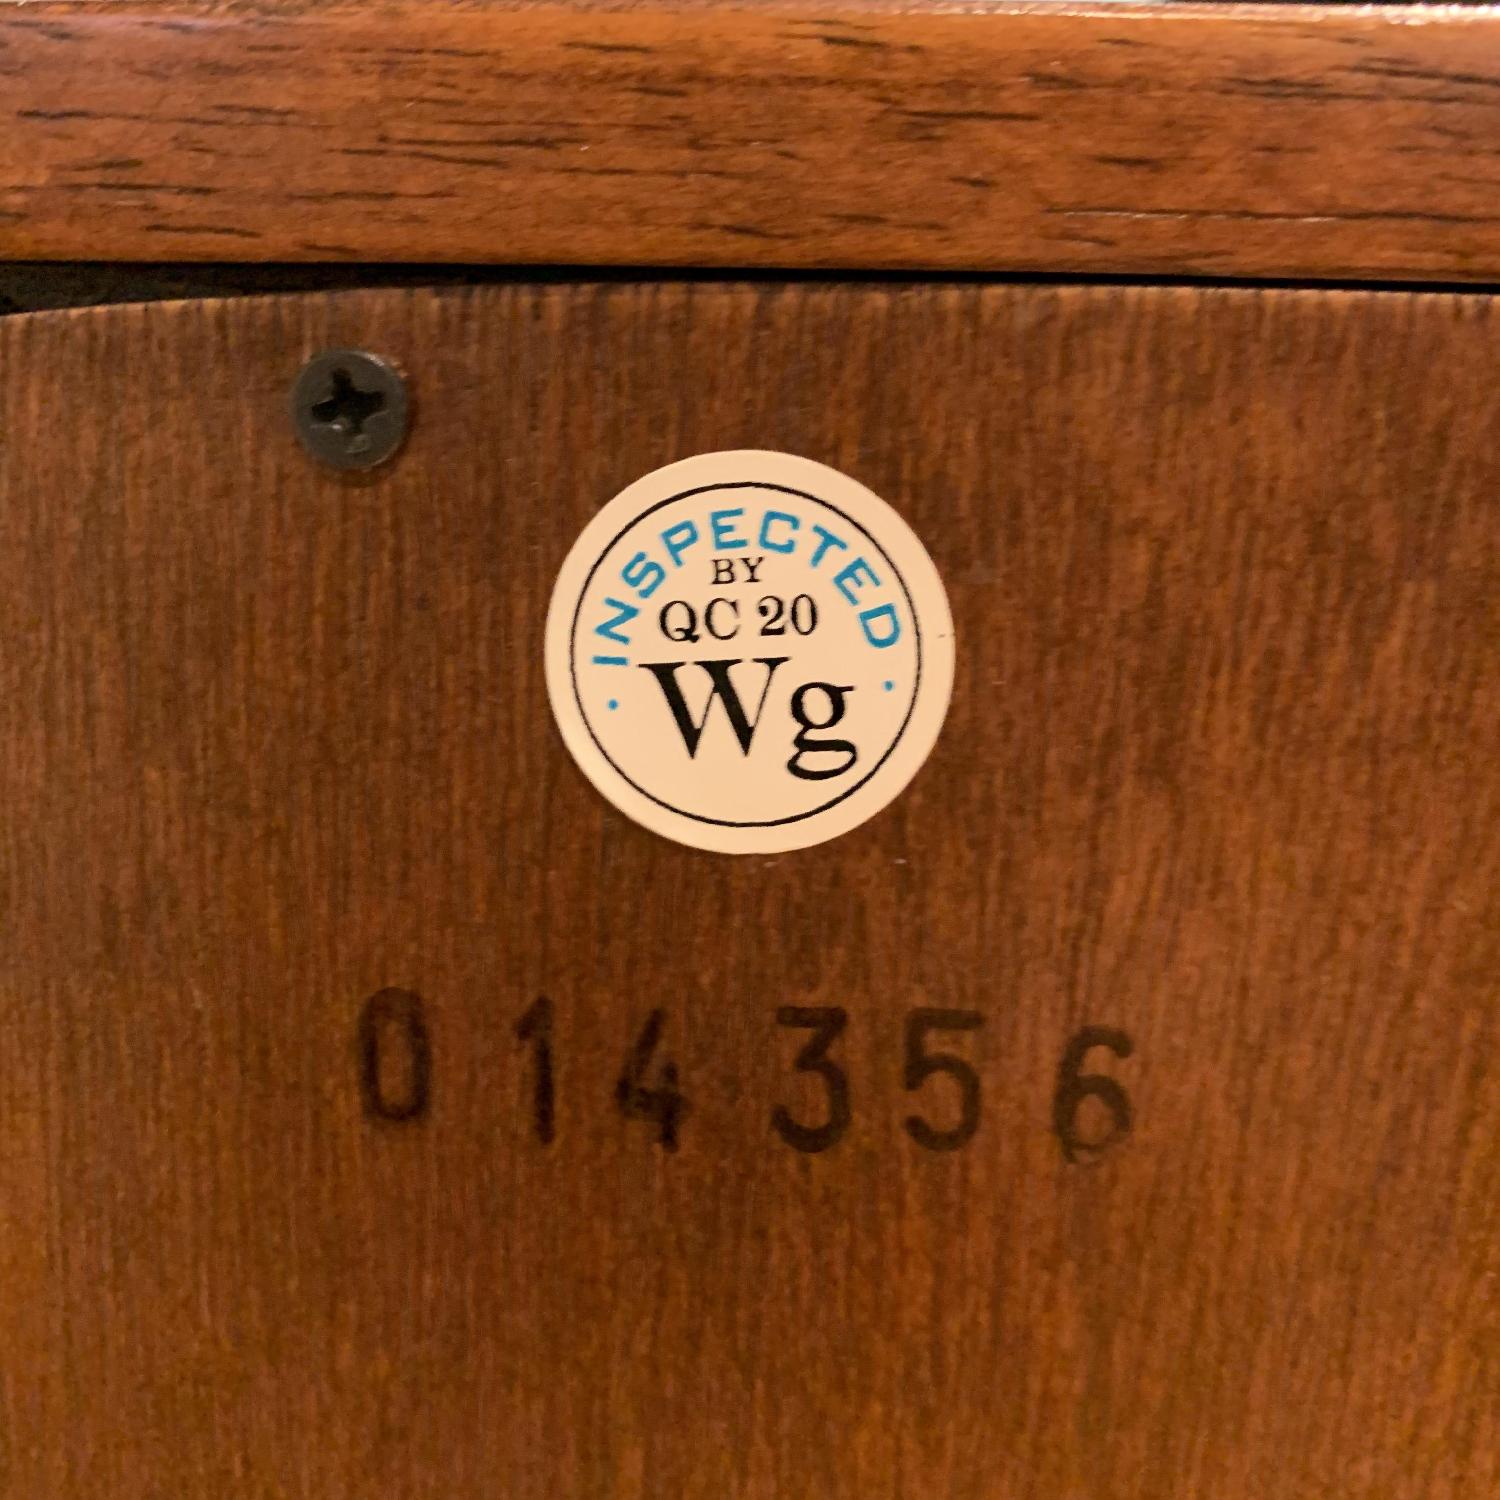 INSPECTED
BY
QC 20
Wg
014356